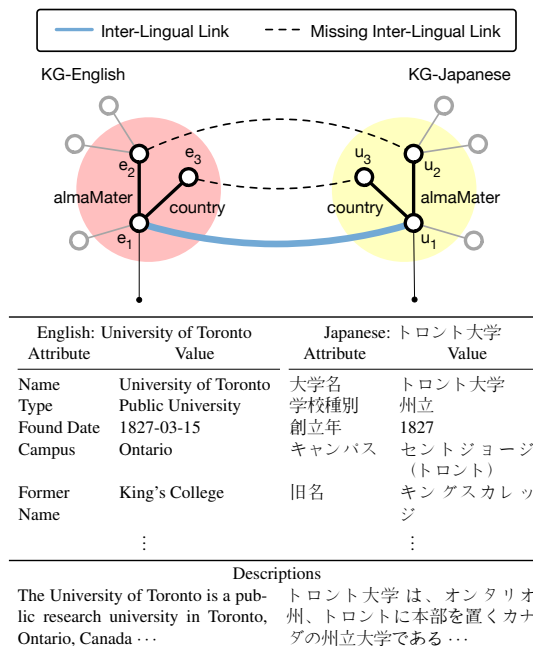 Inter-Lingual Link Missing Inter-Lingual Link
KG-English KG-Japanese
e2 e3 u3 u2
almaMater country country almaMater
e1 u1
English: University of Toronto Japanese: トロント大学
Attribute Value Attribute Value
Name University of Toronto 大学名 トロント大学
Type Public University 学校種別 州立
Found Date 1827-03-15 創立年 1827
Campus Ontario キャンパス セントジョージ
(トロント)
Former King's College 旧名 キングスカレッ
Name ジ
⋮ ⋮
Descriptions
The University of Toronto is a pub-
lic research university in Toronto,
Ontario, Canada ⋯
トロント大学 は、オンタリオ
州、トロントに本部を置くカナ
ダの州立大学である ⋯